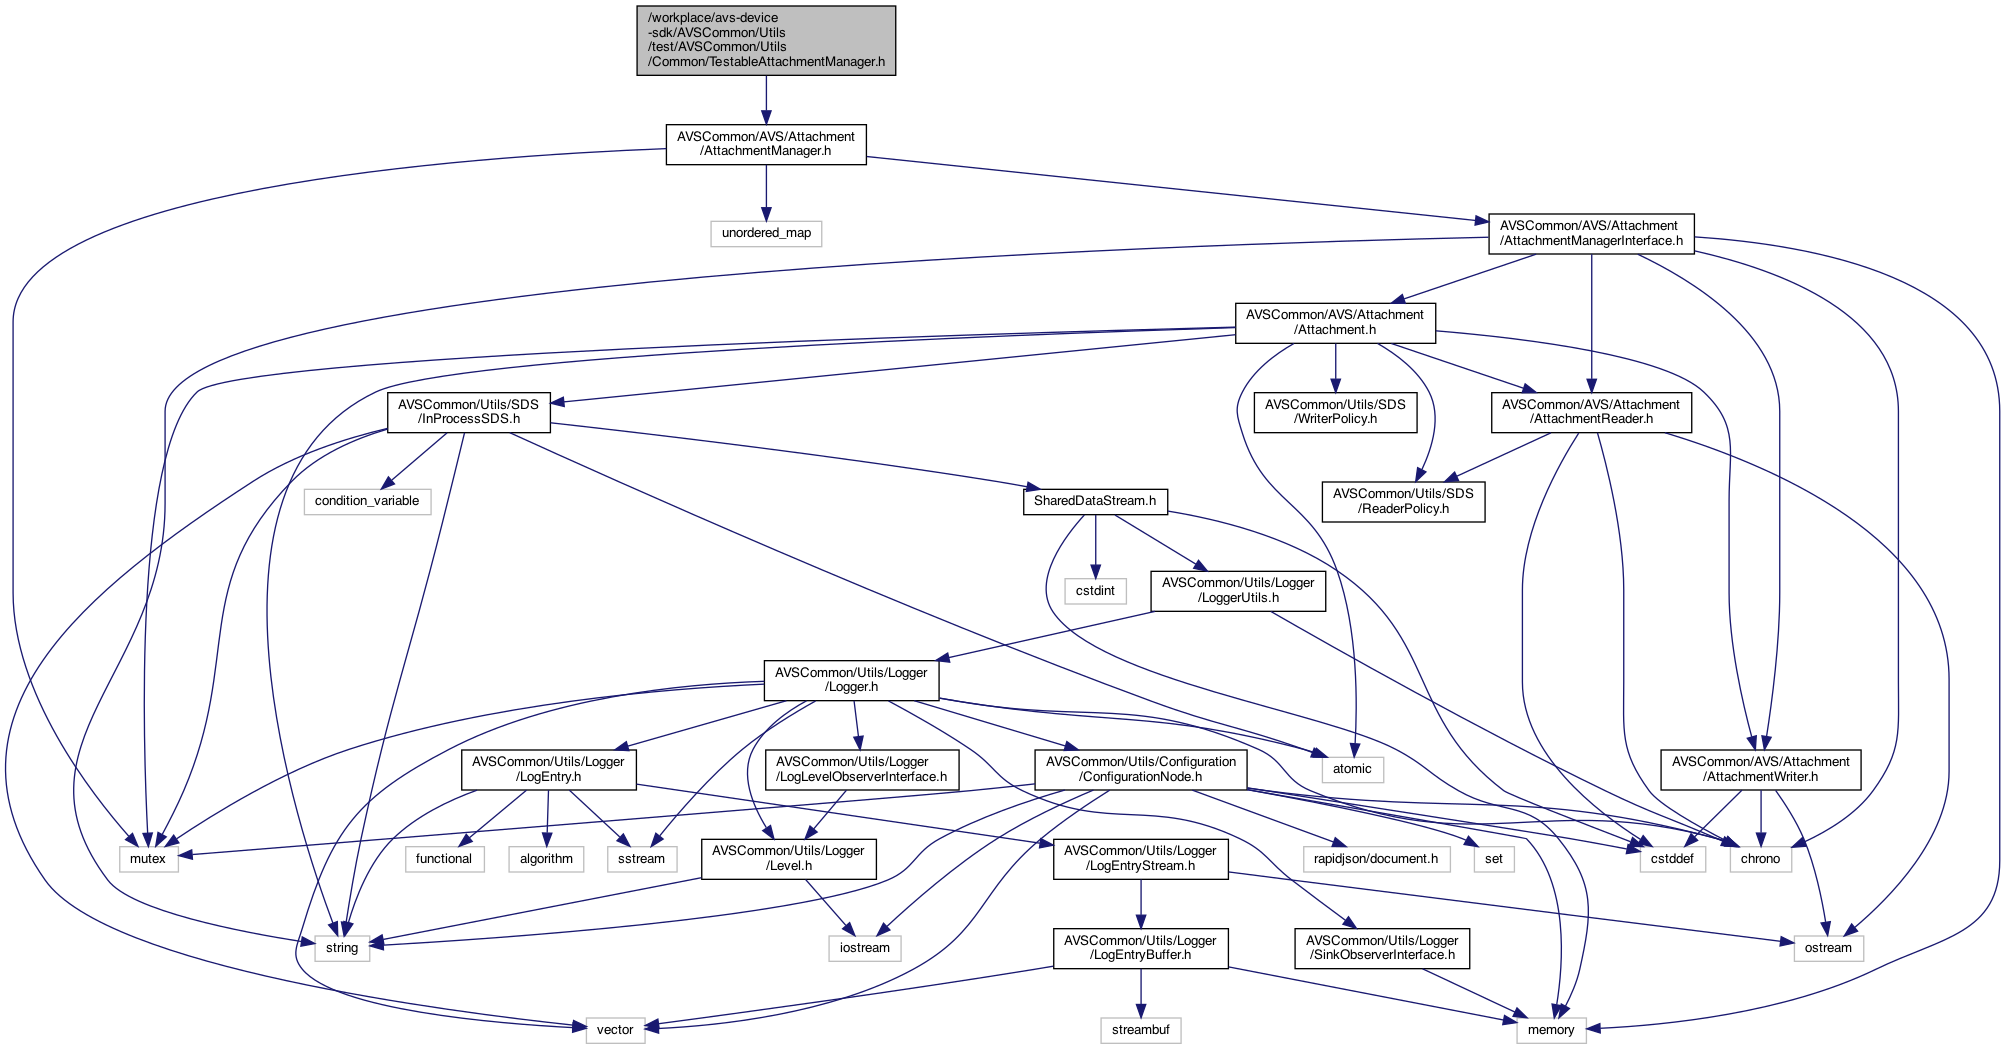 /workplace/avs-device
-sdk/AVSCommon/Utils
/test/AVSCommon/Utils
/Common/TestableAttachmentManager.h
AVSCommon/AVS/Attachment
/AttachmentManager.h
unordered_map
AVSCommon/AVS/Attachment
/AttachmentManagerInterface.h
AVSCommon/AVS/Attachment
/Attachment.h
AVSCommon/Utils/SDS
/InProcessSDS.h
AVSCommon/Utils/SDS
/WriterPolicy.h
AVSCommon/AVS/Attachment
/AttachmentReader.h
condition_variable
SharedDataStream.h
AVSCommon/Utils/SDS
/ReaderPolicy.h
cstdint
AVSCommon/Utils/Logger
/LoggerUtils.h
AVSCommon/Utils/Logger
/Logger.h
AVSCommon/Utils/Logger
/LogEntry.h
AVSCommon/Utils/Logger
/LogLevelObserverInterface.h
AVSCommon/Utils/Configuration
/ConfigurationNode.h
atomic
AVSCommon/AVS/Attachment
/AttachmentWriter.h
mutex
functional
algorithm
sstream
AVSCommon/Utils/Logger
/Level.h
AVSCommon/Utils/Logger
/LogEntryStream.h
rapidjson/document.h
set
cstddef
chrono
string
iostream
AVSCommon/Utils/Logger
/LogEntryBuffer.h
AVSCommon/Utils/Logger
/SinkObserverInterface.h
ostream
vector
streambuf
memory